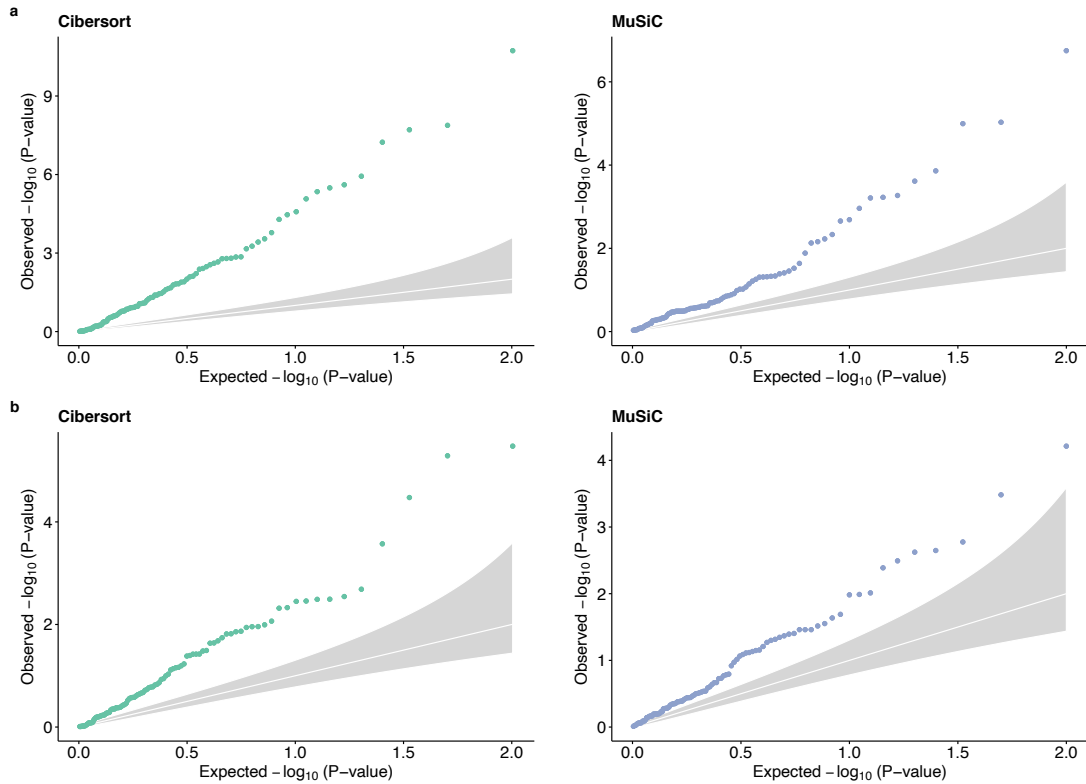 a
Cibersort
Observed −log10 (P−value)
9
6
3
0
0.0 0.5 1.0 1.5 2.0
Expected −log10 (P−value)
MuSiC
Observed −log10 (P−value)
6
4
2
0
0.0 0.5 1.0 1.5 2.0
Expected −log10 (P−value)
b
Cibersort
Observed −log10 (P−value)
4
2
0
0.0 0.5 1.0 1.5 2.0
Expected −log10 (P−value)
MuSiC
Observed −log10 (P−value)
4
3
2
1
0
0.0 0.5 1.0 1.5 2.0
Expected −log10 (P−value)